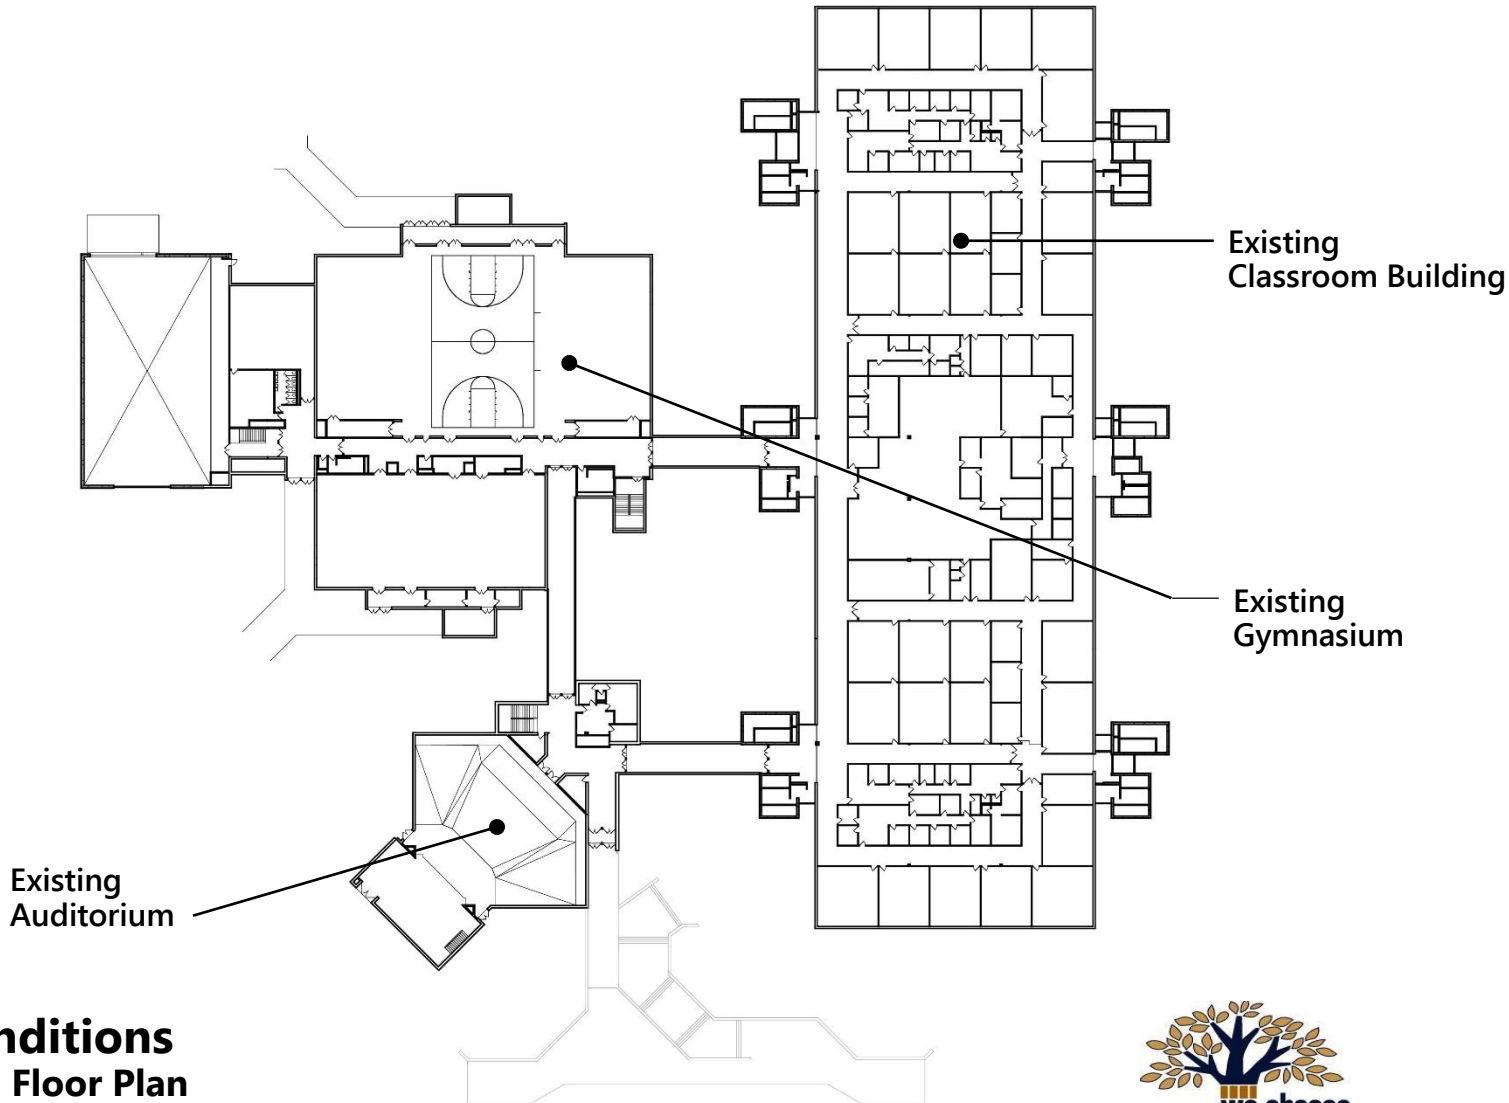 Existing
Classroom Building
Existing
Gymnasium
Existing
Auditorium
nditions
Floor Plan